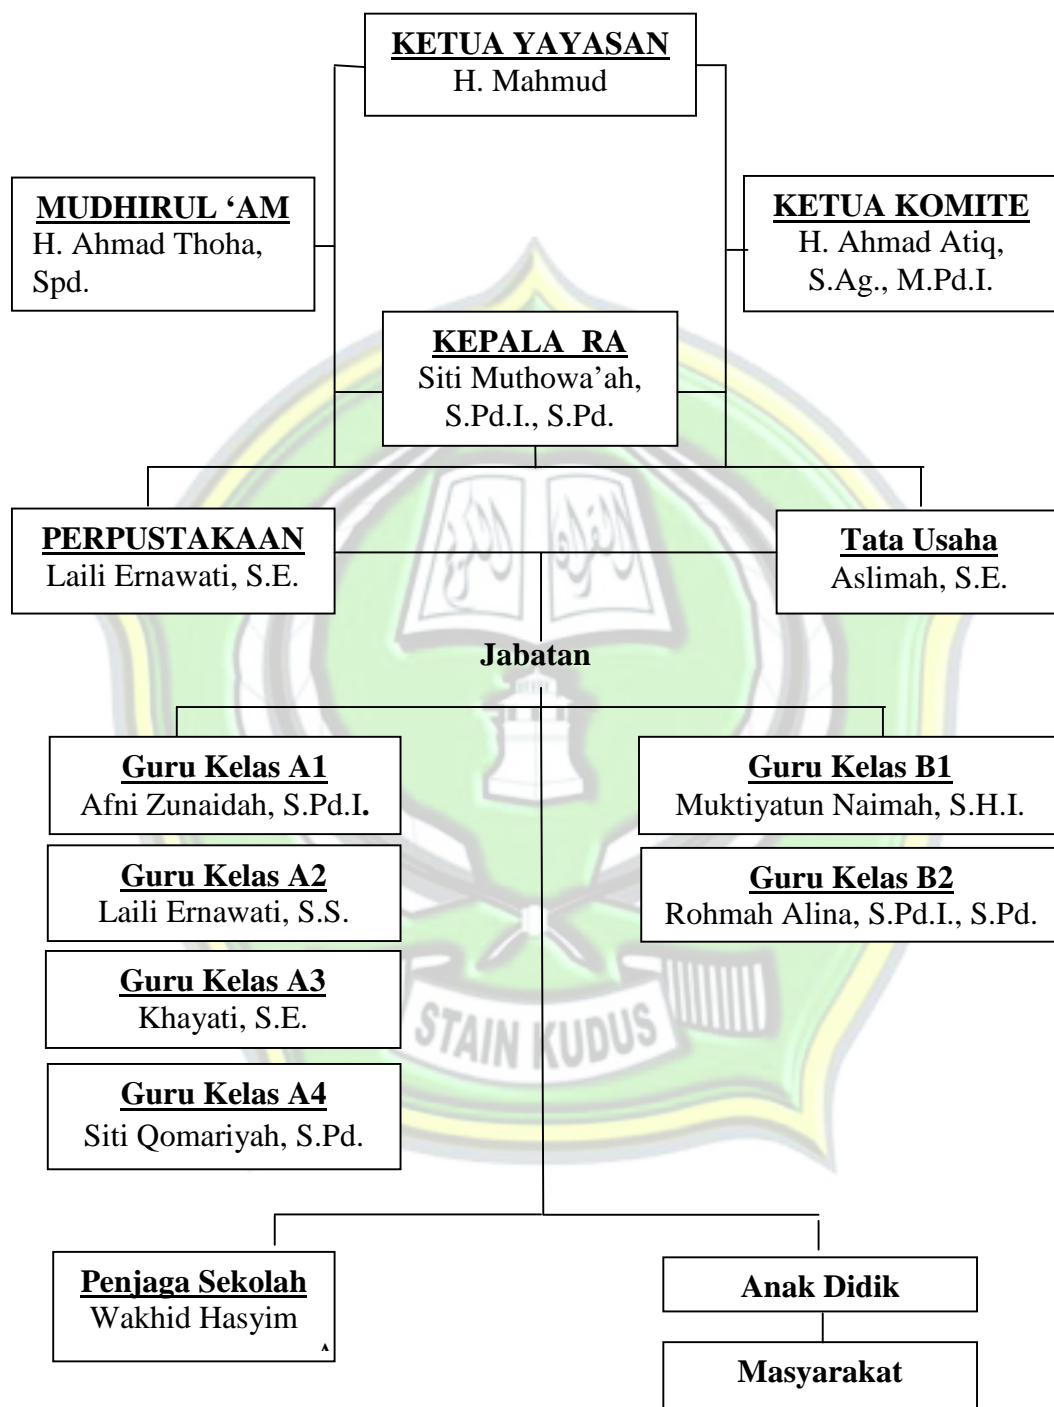 KETUA YAYASAN
H. Mahmud
MUDHIRUL ‘AM
H. Ahmad Thoha,
Spd.
KETUA KOMITE
H. Ahmad Atiq,
S.Ag., M.Pd.I.
KEPALA RA
Siti Muthowa’ah,
S.Pd.I., S.Pd.
PERPUSTAKAAN
Laili Ernawati, S.E.
Tata Usaha
Aslimah, S.E.
Jabatan
Guru Kelas A1
Afni Zunaidah, S.Pd.I.
Guru Kelas B1
Muktiyatun Naimah, S.H.I.
Guru Kelas A2
Laili Ernawati, S.S.
Guru Kelas B2
Rohmah Alina, S.Pd.I., S.Pd.
Guru Kelas A3
Khayati, S.E.
STAIN KUDUS
Guru Kelas A4
Siti Qomariyah, S.Pd.
Penjaga Sekolah
Wakhid Hasyim
A
Anak Didik
Masyarakat